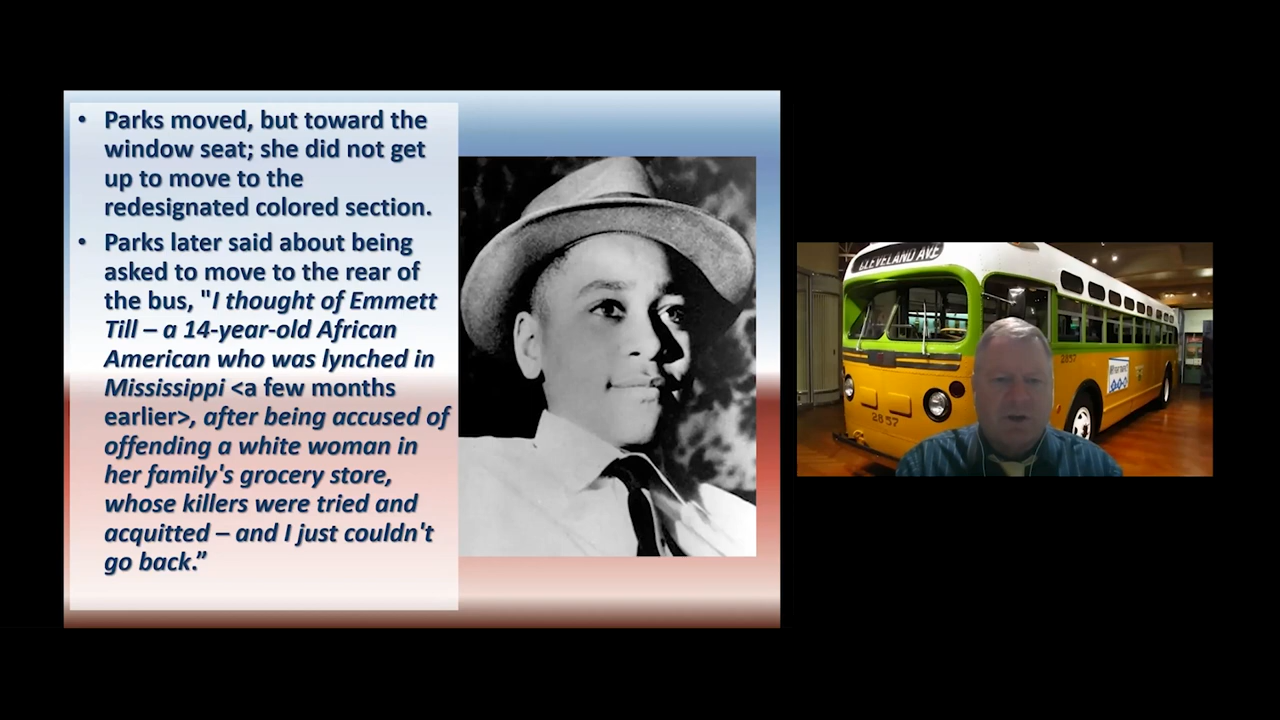 • Parks moved, but toward the
window seat; she did not get
up to move to the
redesignated colored section.
• Parks later said about being
asked to move to the rear of
the bus, "I thought of Emmett
Till – a 14-year-old African
American who was lynched in
Mississippi <a few months
earlier>, after being accused of
offending a white woman in
her family's grocery store,
whose killers were tried and
acquitted – and I just couldn't
go back.”
CLEVELAND AVE
2857
2857